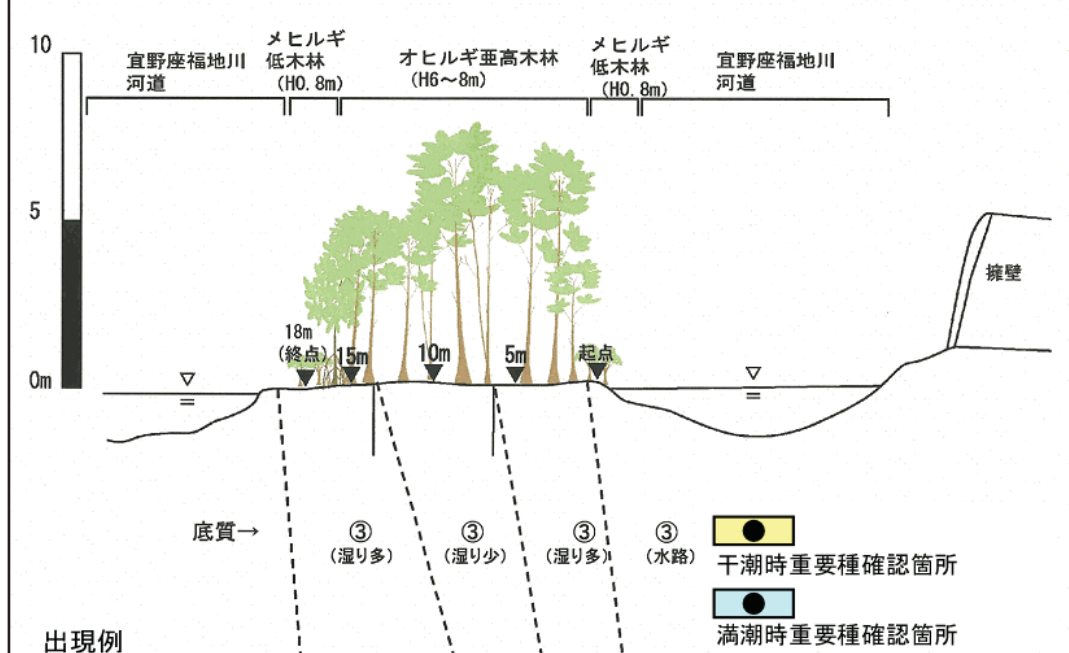 10
5
0m
宜野座福地川
河道
メヒルギ
低木林
(H0.8m)
オヒルギ亜高木林
(H6～8m)
メヒルギ
低木林
(H0.8m)
宜野座福地川
河道
擁壁
18m
(終点)
15m
10m
5m
起点
底質→
③
(湿り多)
③
(湿り少)
③
(湿り多)
③
(水路)
干潮時重要種確認箇所
満潮時重要種確認箇所
出現例